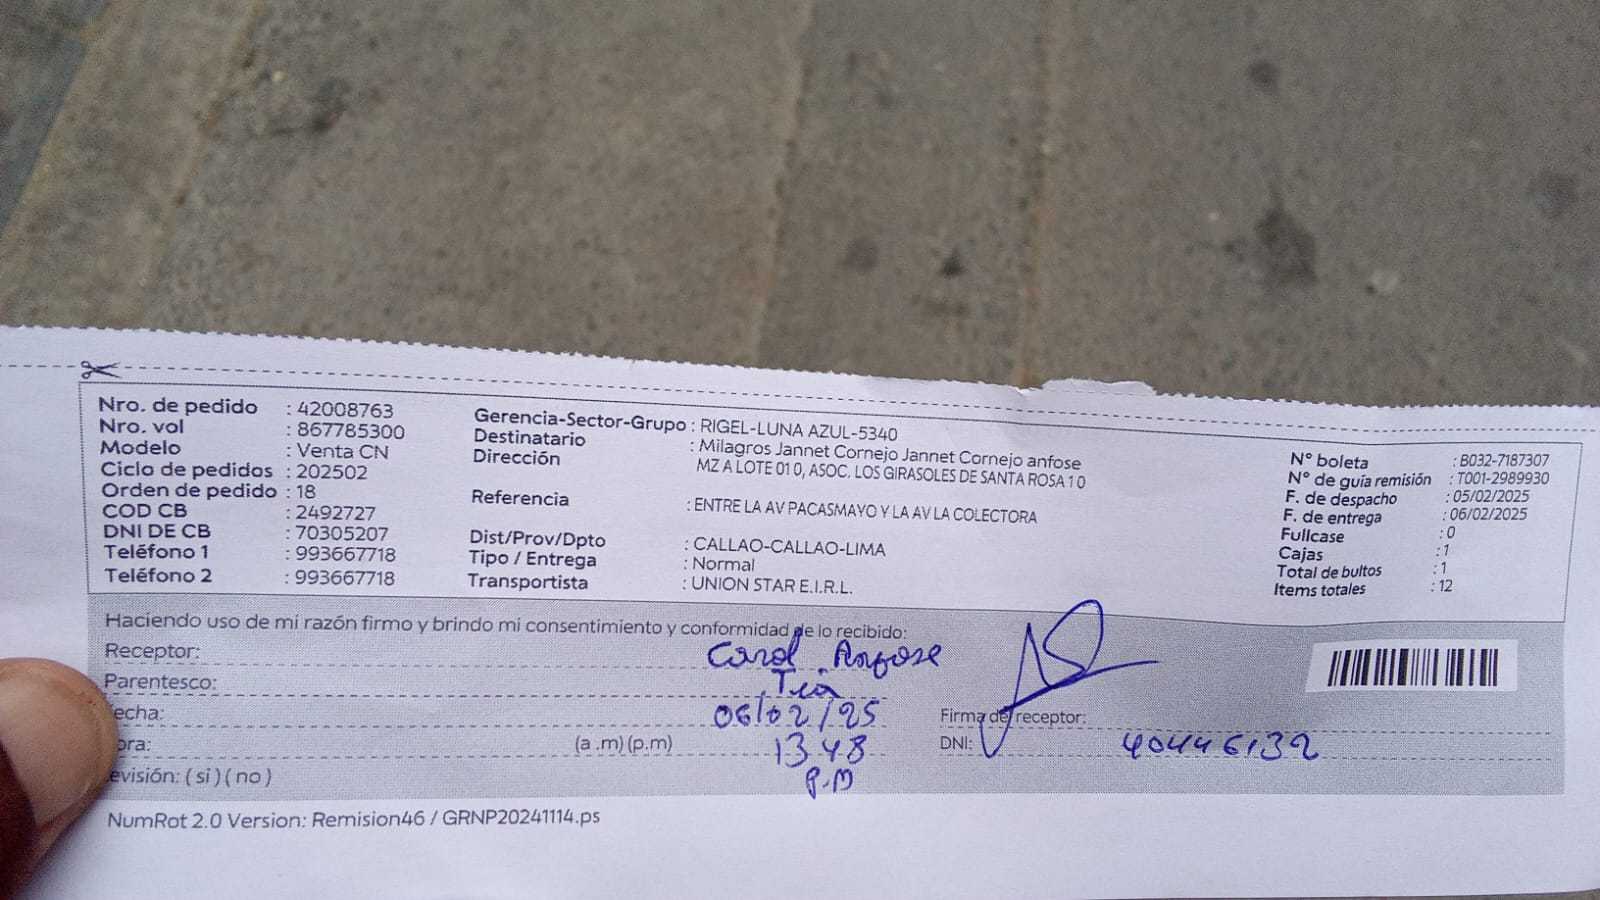 Nro. de pedido : 42008763
Nro. vol : 867785300
Modelo : Venta CN
Ciclo de pedidos : 202502
Orden de pedido : 18
COD CB : 2492727
DNI DE CB : 70305207
Teléfono 1 : 993667718
Teléfono 2 : 993667718
Gerencia-Sector-Grupo : RIGEL-LUNA AZUL-5340
Destinatario : Milagros Jannet Cornejo Jannet Cornejo anfose
Dirección MZ A LOTE 01 0, ASOC. LOS GIRASOLES DE SANTA ROSA 1 0
Referencia : ENTRE LA AV PACASMAYO Y LA AV LA COLECTORA
Dist/Prov/Dpto : CALLAO-CALLAO-LIMA
Tipo / Entrega : Normal
Transportista : UNION STAR E.I.R.L.
N° boleta : B032-7187307
N° de guía remisión : T001-2989930
F. de despacho : 05/02/2025
F. de entrega : 06/02/2025
Fullcase : 0
Cajas : 1
Total de bultos : 1
Items totales : 12
Haciendo uso de mi razón firmo y brindo mi consentimiento y conformidad de lo recibido:
Receptor: Carol Anfose
Parentesco: Tia
echa: 06/02/25
ora: (a .m) (p.m) 13 48
P.M
evisión: ( si ) ( no )
Firma del receptor:
DNI: 40446132
NumRot 2.0 Version: Remision46 / GRNP20241114.ps